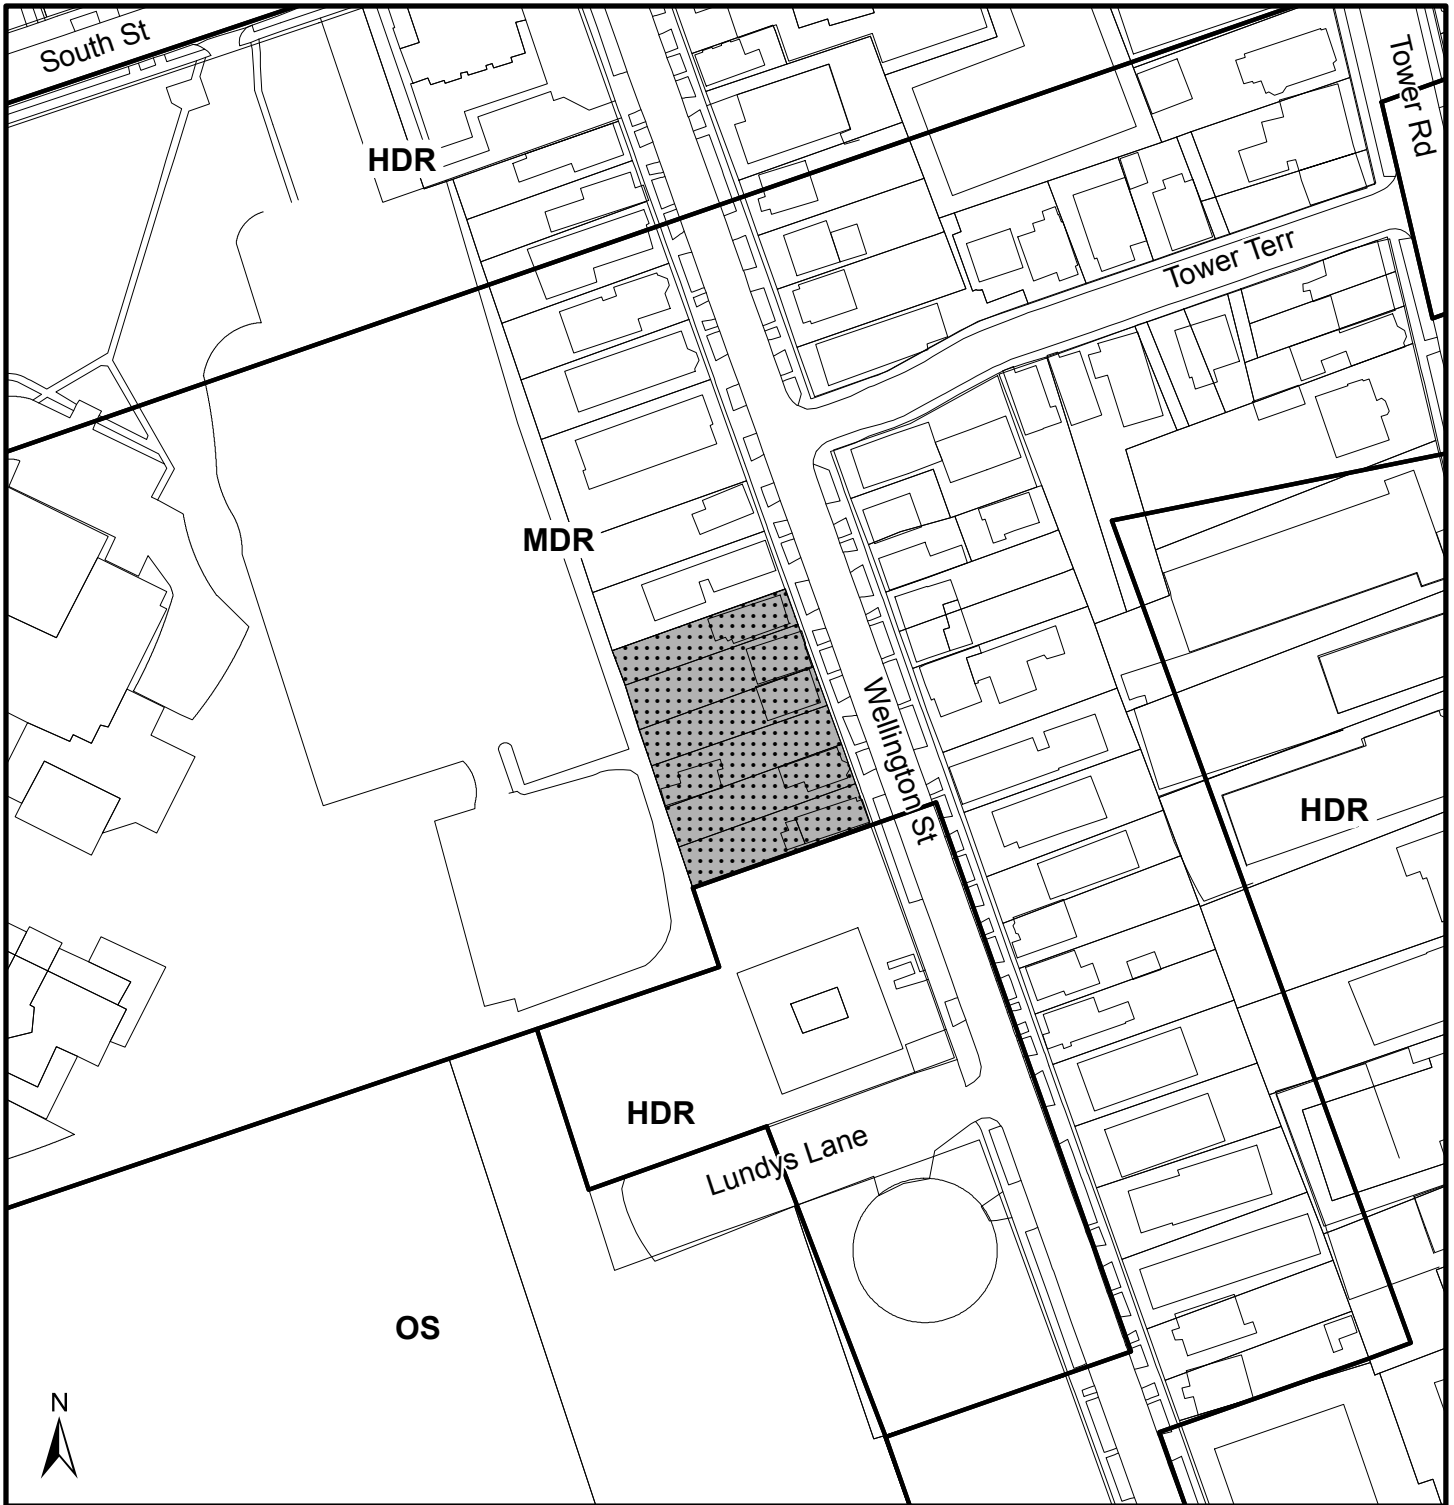 South St
Tower Rd
HDR
Tower Terr
MDR
Wellington St
HDR
HDR
Lundys Lane
OS
N